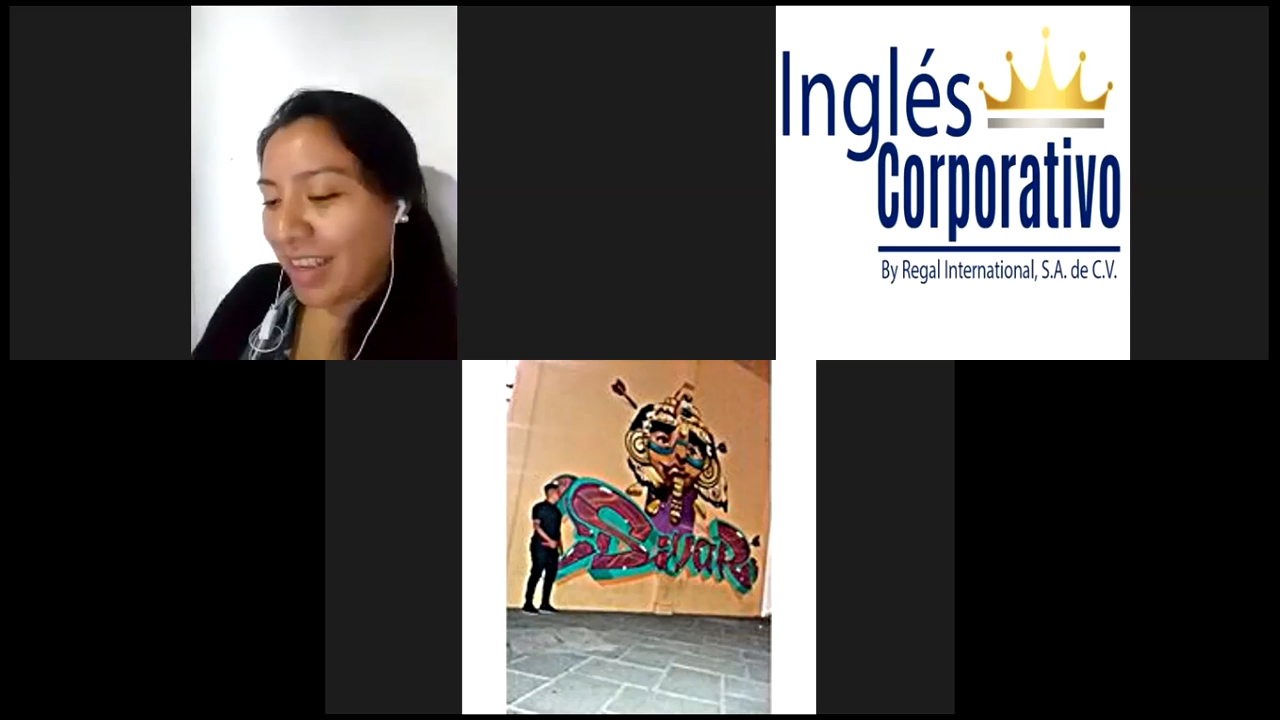 Inglés
Corporativo
By Regal International, S.A. de C.V.